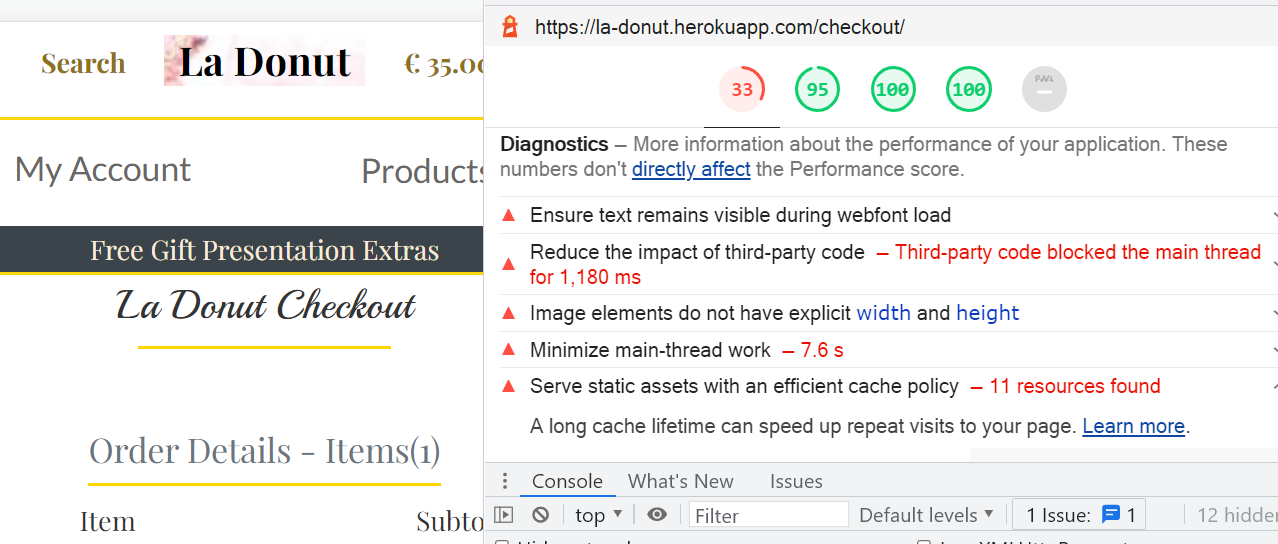 Search
La Donut
€ 35.00
My Account
Products
Free Gift Presentation Extras
La Donut Checkout
Order Details - Items(1)
Item
Subto
https://la-donut.herokuapp.com/checkout/
33
95
100
100
PWA
Diagnostics — More information about the performance of your application. These
numbers don't directly affect the Performance score.
Ensure text remains visible during webfont load
Reduce the impact of third-party code — Third-party code blocked the main thread
for 1,180 ms
Image elements do not have explicit width and height
Minimize main-thread work — 7.6 s
Serve static assets with an efficient cache policy — 11 resources found
A long cache lifetime can speed up repeat visits to your page. Learn more.
Console What's New Issues
top Filter Default levels 1 Issue: 1 12 hidde